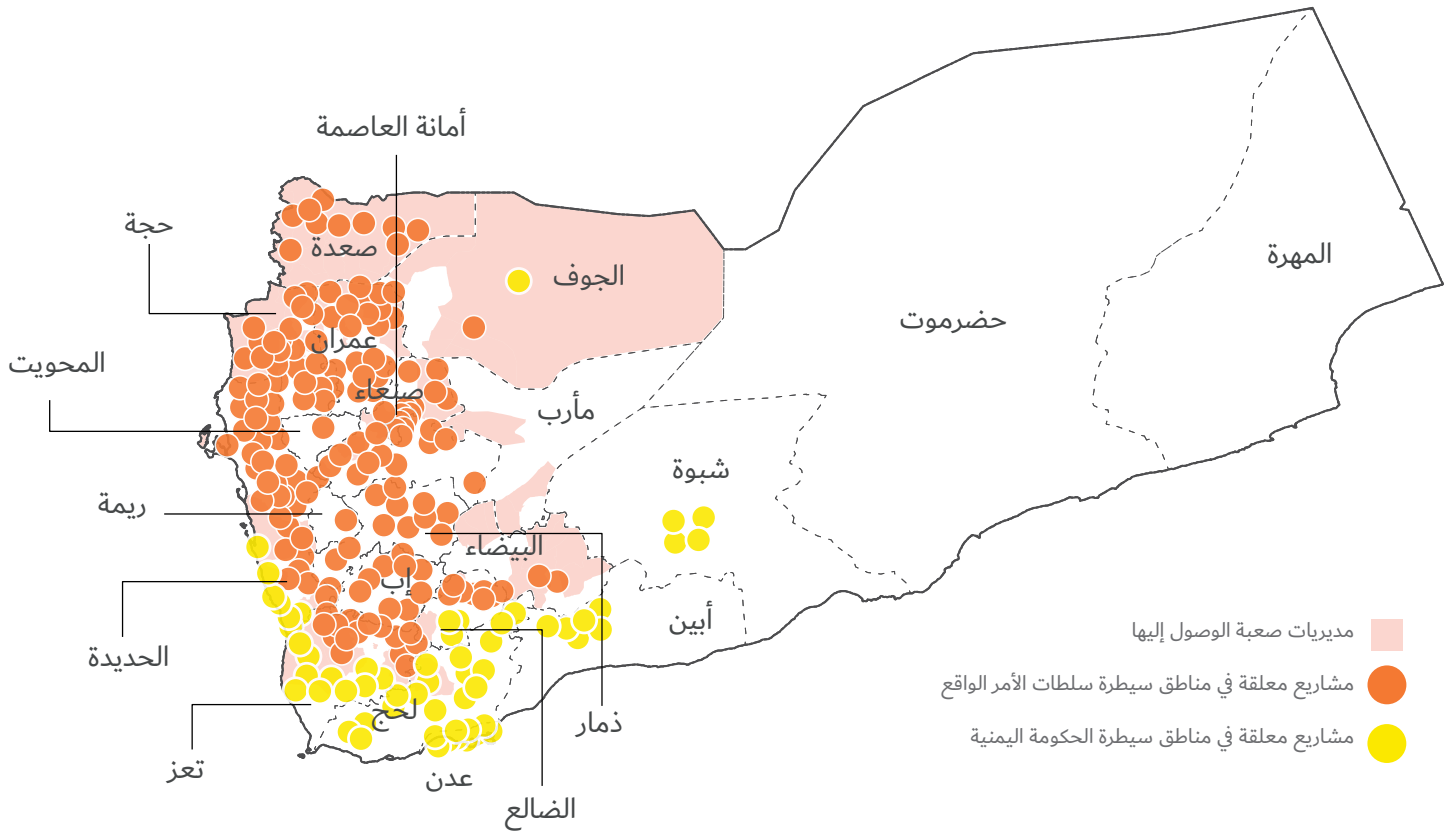 أمانة العاصمة
حجة
صعدة
الجوف
المهرة
حضرموت
عمران
المحويت
صنعاء
مأرب
شبوة
ريمة
البيضاء
إب
أبين
الحديدة
لحج
ذمار
تعز
عدن
الضالع
مديريات صعبة الوصول إليها
مشاريع معلقة في مناطق سيطرة سلطات الأمر الواقع
مشاريع معلقة في مناطق سيطرة الحكومة اليمنية